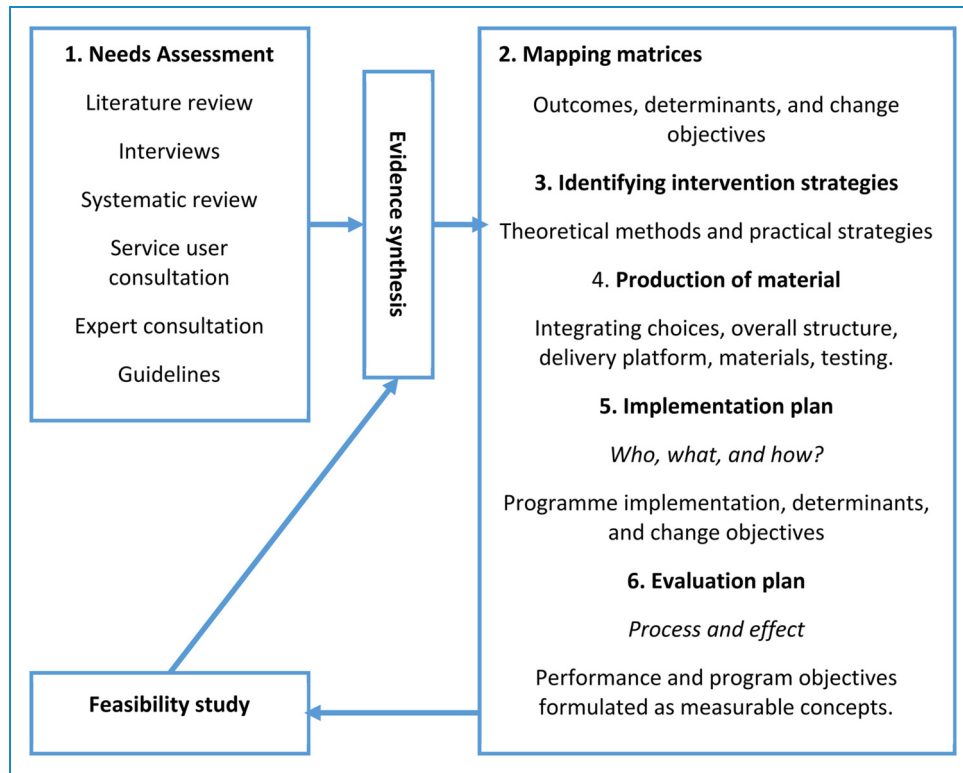 1. Needs Assessment
Literature review
Interviews
Systematic review
Service user
consultation
Expert consultation
Guidelines
Evidence synthesis
2. Mapping matrices
Outcomes, determinants, and change
objectives
3. Identifying intervention strategies
Theoretical methods and practical strategies
4. Production of material
Integrating choices, overall structure,
delivery platform, materials, testing.
5. Implementation plan
Who, what, and how?
Programme implementation, determinants,
and change objectives
6. Evaluation plan
Process and effect
Performance and program objectives
formulated as measurable concepts.
Feasibility study